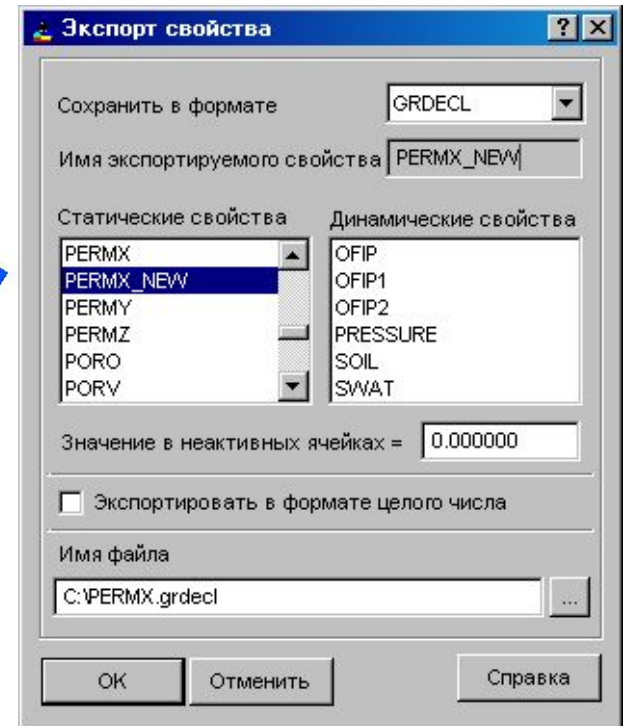 Экспорт свойства
Сохранить в формате GRDECL
Имя экспортируемого свойства PERMX_NEW
Статические свойства Динамические свойства
PERMX OFIP
PERMX_NEW OFIP1
PERMY OFIP2
PERMZ PRESSURE
PORO SOIL
PORV SWAT
Значение в неактивных ячейках = 0.000000
Экспортировать в формате целого числа
Имя файла
C:\PERMX.grdecl ...
OK Отменить Справка